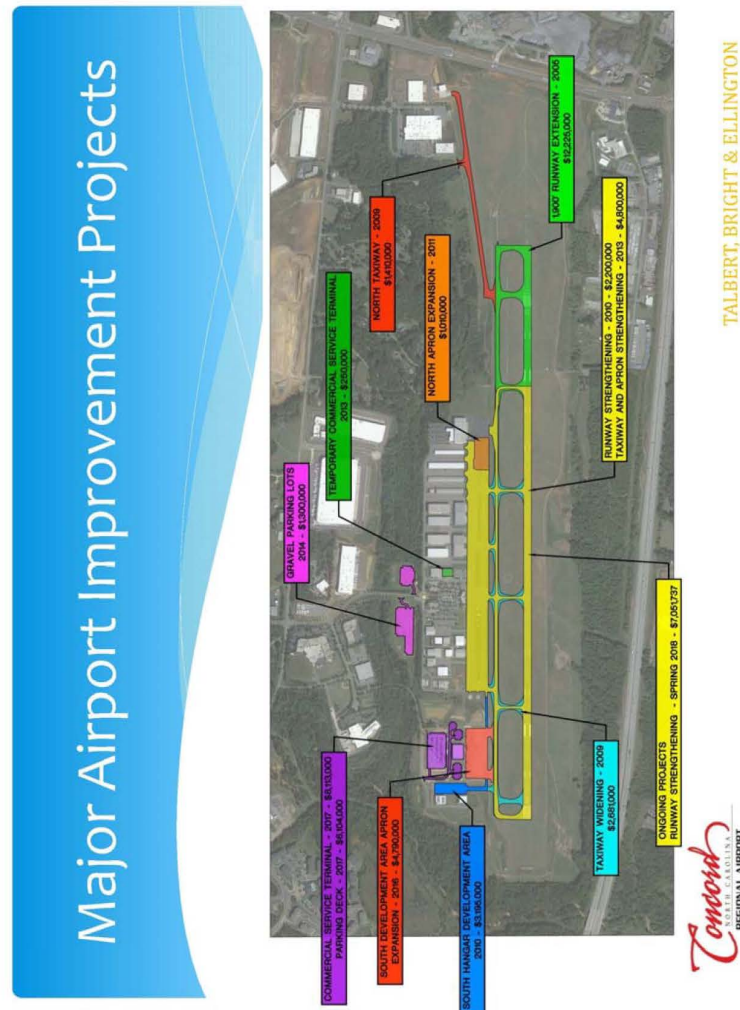 Major Airport Improvement Projects
COMMERCIAL SERVICE TERMINAL - 2017 - $8,113,000
PARKING DECK - 2017 - $6,104,000
SOUTH DEVELOPMENT AREA APRON
EXPANSION - 2016 - $4,790,000
SOUTH HANGAR DEVELOPMENT AREA
2010 - $3,195,000
GRAVEL PARKING LOTS
2014 - $1,300,000
TEMPORARY COMMERCIAL SERVICE TERMINAL
2013 - $250,000
NORTH TAXIWAY - 2009
$1,410,000
NORTH APRON EXPANSION - 2011
$1,010,000
1,900' RUNWAY EXTENSION - 2005
$12,225,000
TAXIWAY WIDENING - 2009
$2,681,000
ONGOING PROJECTS
RUNWAY STRENGTHENING - SPRING 2018 - $7,051,737
RUNWAY STRENGTHENING - 2010 - $2,200,000
TAXIWAY AND APRON STRENGTHENING - 2013 - $4,800,000
Concord
NORTH CAROLINA
REGIONAL AIRPORT
TALBERT, BRIGHT & ELLINGTON